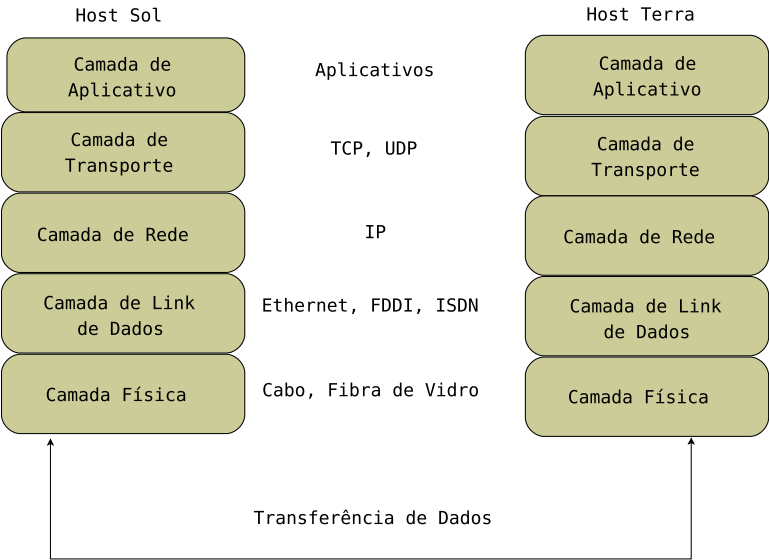 Host Sol
Host Terra
Camada de
Aplicativo
Aplicativos
Camada de
Aplicativo
Camada de
Transporte
TCP, UDP
Camada de
Transporte
Camada de Rede
IP
Camada de Rede
Camada de Link
de Dados
Ethernet, FDDI, ISDN
Camada de Link
de Dados
Camada Física
Cabo, Fibra de Vidro
Camada Física
Transferência de Dados